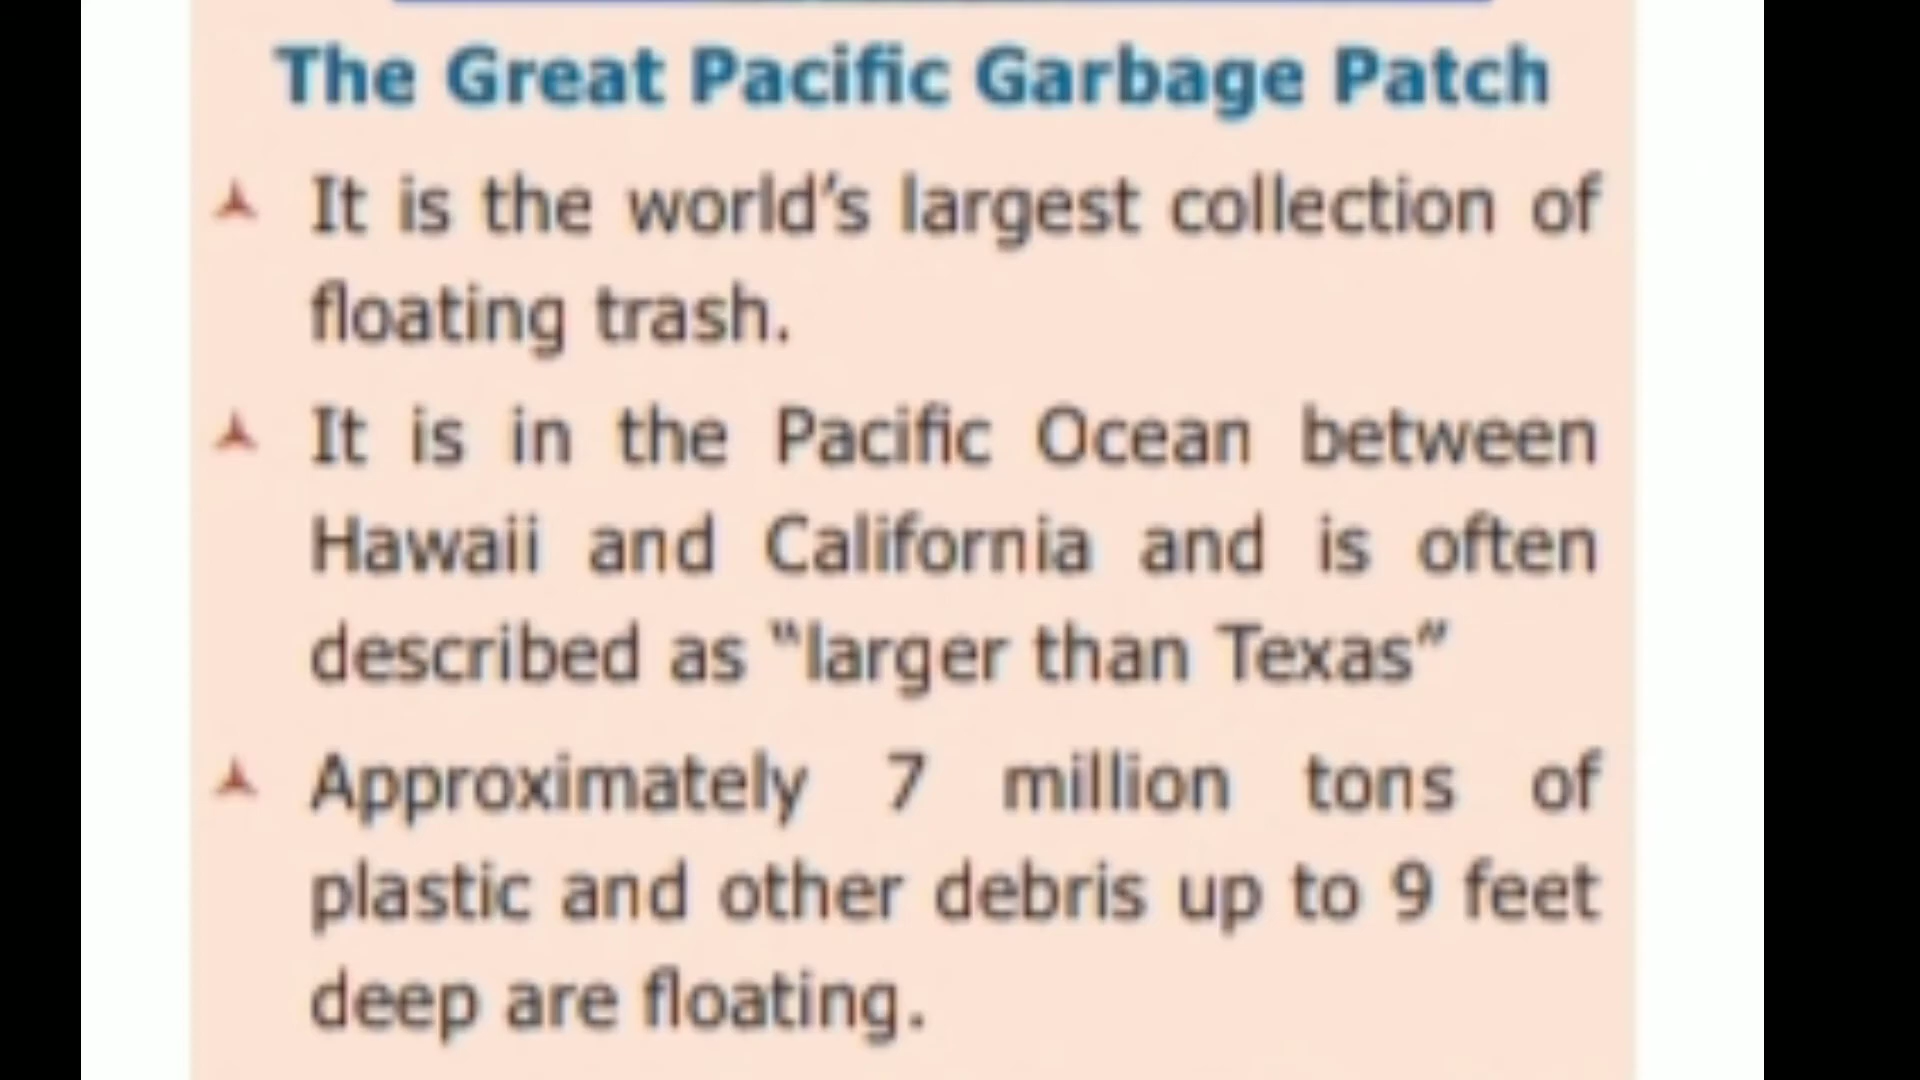 The Great Pacific Garbage Patch
It is the world's largest collection of
floating trash.
It is in the Pacific Ocean between
Hawaii and California and is often
described as “larger than Texas”
Approximately 7 million tons of
plastic and other debris up to 9 feet
deep are floating.